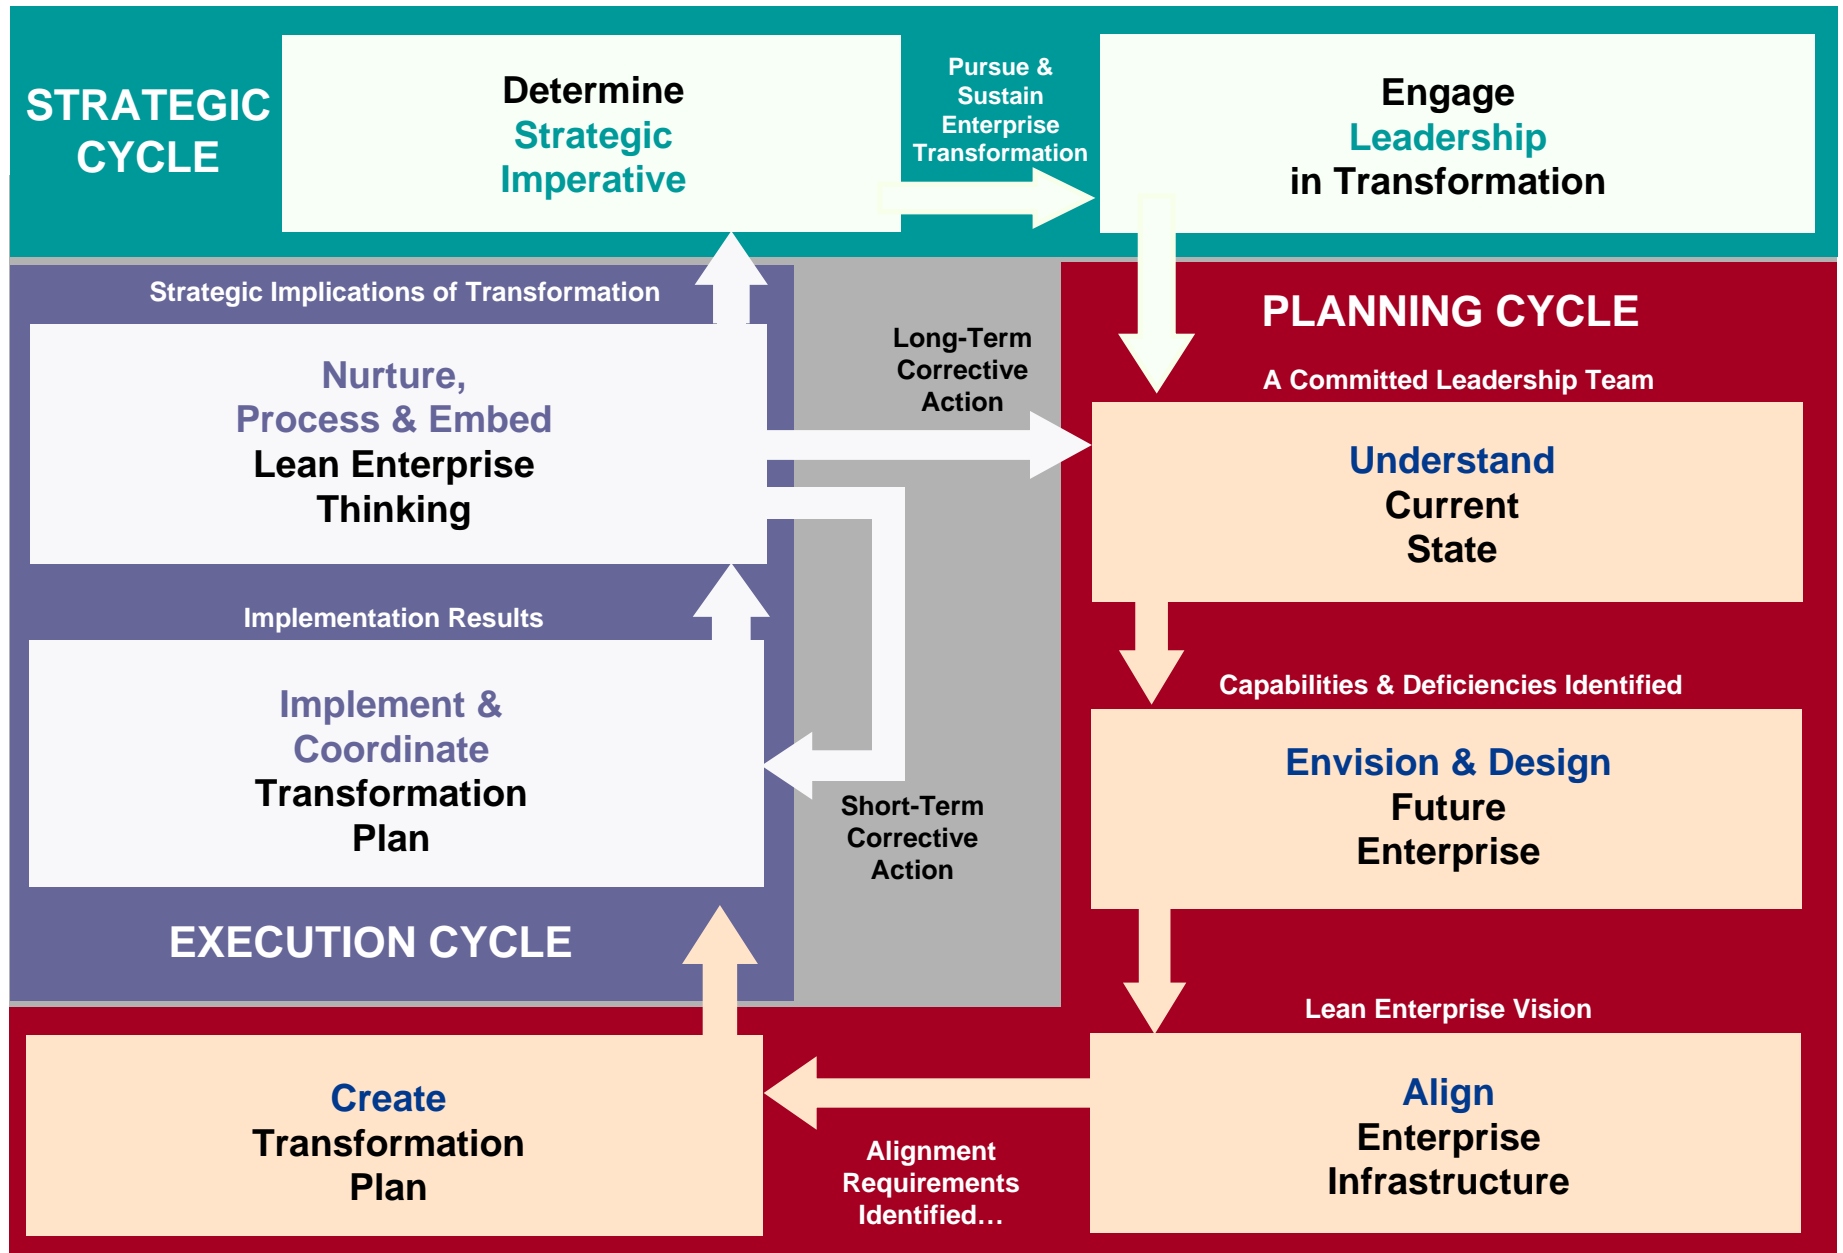 STRATEGIC
CYCLE
Determine
Strategic
Imperative
Pursue &
Sustain
Enterprise
Transformation
Engage
Leadership
in Transformation
Strategic Implications of Transformation
Nurture,
Process & Embed
Lean Enterprise
Thinking
Implementation Results
Implement &
Coordinate
Transformation
Plan
EXECUTION CYCLE
Long-Term
Corrective
Action
Short-Term
Corrective
Action
PLANNING CYCLE
A Committed Leadership Team
Understand
Current
State
Capabilities & Deficiencies Identified
Envision & Design
Future
Enterprise
Lean Enterprise Vision
Align
Enterprise
Infrastructure
Alignment
Requirements
Identified…
Create
Transformation
Plan